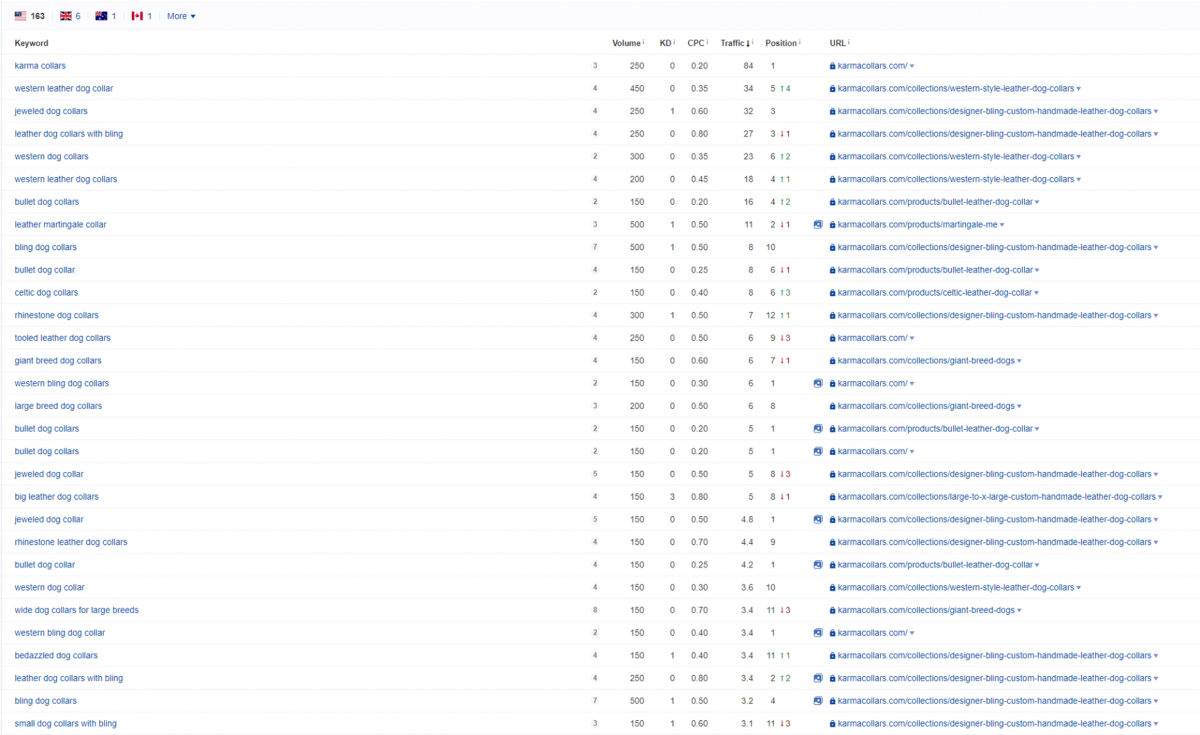 163 6 1 1 More
Keyword Volume KD CPC Traffic Position URL
karma collars 3 250 0 0.20 84 1 karmacollars.com/
western leather dog collar 4 450 0 0.35 34 5 ↑4 karmacollars.com/collections/western-style-leather-dog-collars
jeweled dog collars 4 250 1 0.60 32 3 karmacollars.com/collections/designer-bling-custom-handmade-leather-dog-collars
leather dog collars with bling 4 250 0 0.80 27 3 ↓1 karmacollars.com/collections/designer-bling-custom-handmade-leather-dog-collars
western dog collars 2 300 0 0.35 23 6 ↑2 karmacollars.com/collections/western-style-leather-dog-collars
western leather dog collars 4 200 0 0.45 18 4 ↑1 karmacollars.com/collections/western-style-leather-dog-collars
bullet dog collars 2 150 0 0.20 16 4 ↑2 karmacollars.com/products/bullet-leather-dog-collar
leather martingale collar 3 500 1 0.50 11 2 ↓1 karmacollars.com/products/martingale-me
bling dog collars 7 500 1 0.50 8 10 karmacollars.com/collections/designer-bling-custom-handmade-leather-dog-collars
bullet dog collar 4 150 0 0.25 8 6 ↓1 karmacollars.com/products/bullet-leather-dog-collar
celtic dog collars 2 150 0 0.40 8 6 ↑3 karmacollars.com/products/celtic-leather-dog-collar
rhinestone dog collars 4 300 1 0.50 7 12 ↑1 karmacollars.com/collections/designer-bling-custom-handmade-leather-dog-collars
tooled leather dog collars 4 250 0 0.50 6 9 ↓3 karmacollars.com/
giant breed dog collars 4 150 0 0.60 6 7 ↓1 karmacollars.com/collections/giant-breed-dogs
western bling dog collars 2 150 0 0.30 6 1 karmacollars.com/
large breed dog collars 3 200 0 0.50 6 8 karmacollars.com/collections/giant-breed-dogs
bullet dog collars 2 150 0 0.20 5 1 karmacollars.com/products/bullet-leather-dog-collar
bullet dog collars 2 150 0 0.20 5 1 karmacollars.com/
jeweled dog collar 5 150 0 0.50 5 8 ↓3 karmacollars.com/collections/designer-bling-custom-handmade-leather-dog-collars
big leather dog collars 4 150 3 0.80 5 8 ↓1 karmacollars.com/collections/large-to-x-large-custom-handmade-leather-dog-collars
jeweled dog collar 5 150 0 0.50 4.8 1 karmacollars.com/collections/designer-bling-custom-handmade-leather-dog-collars
rhinestone leather dog collars 4 150 0 0.70 4.4 9 karmacollars.com/collections/designer-bling-custom-handmade-leather-dog-collars
bullet dog collar 4 150 0 0.25 4.2 1 karmacollars.com/products/bullet-leather-dog-collar
western dog collar 4 150 0 0.30 3.6 10 karmacollars.com/collections/western-style-leather-dog-collars
wide dog collars for large breeds 8 150 0 0.70 3.4 11 ↓3 karmacollars.com/collections/giant-breed-dogs
western bling dog collar 2 150 0 0.40 3.4 1 karmacollars.com/
bedazzled dog collars 4 150 1 0.40 3.4 11 ↑1 karmacollars.com/collections/designer-bling-custom-handmade-leather-dog-collars
leather dog collars with bling 4 250 0 0.80 3.4 2 ↑2 karmacollars.com/collections/designer-bling-custom-handmade-leather-dog-collars
bling dog collars 7 500 1 0.50 3.2 4 karmacollars.com/collections/designer-bling-custom-handmade-leather-dog-collars
small dog collars with bling 3 150 1 0.60 3.1 11 ↓3 karmacollars.com/collections/designer-bling-custom-handmade-leather-dog-collars